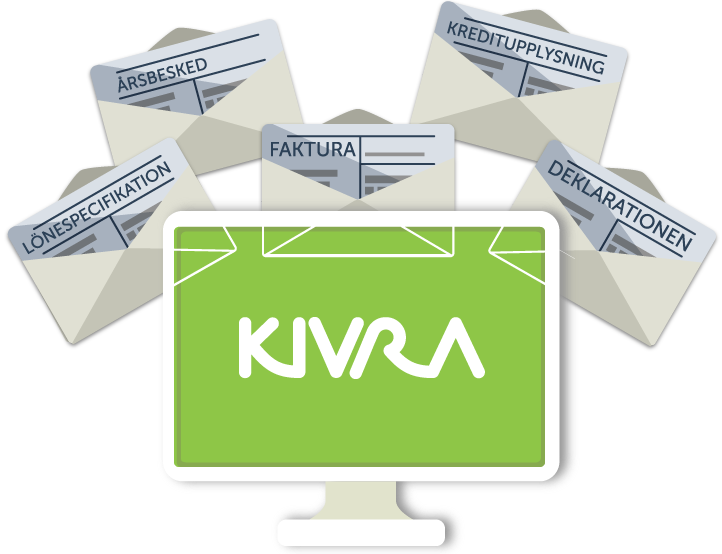 ÅRSBESKED
KREDITUPPLYSNING
FAKTURA
LÖNESPECIFIKATION
DEKLARATIONEN
KIVRA